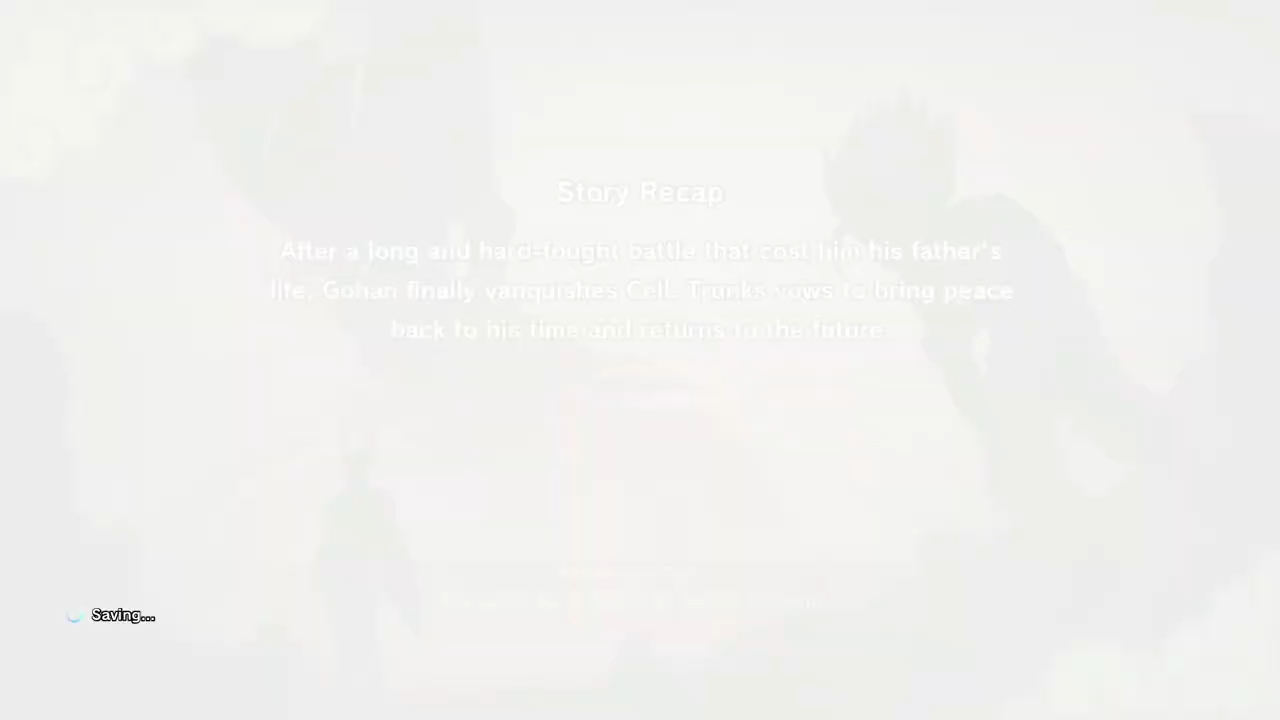 Story Recap
After a long and hard-fought battle that cost him his father's
life, Gohan finally vanquishes Cell. Trunks vows to bring peace
back to his time and returns to the future.
Saving...